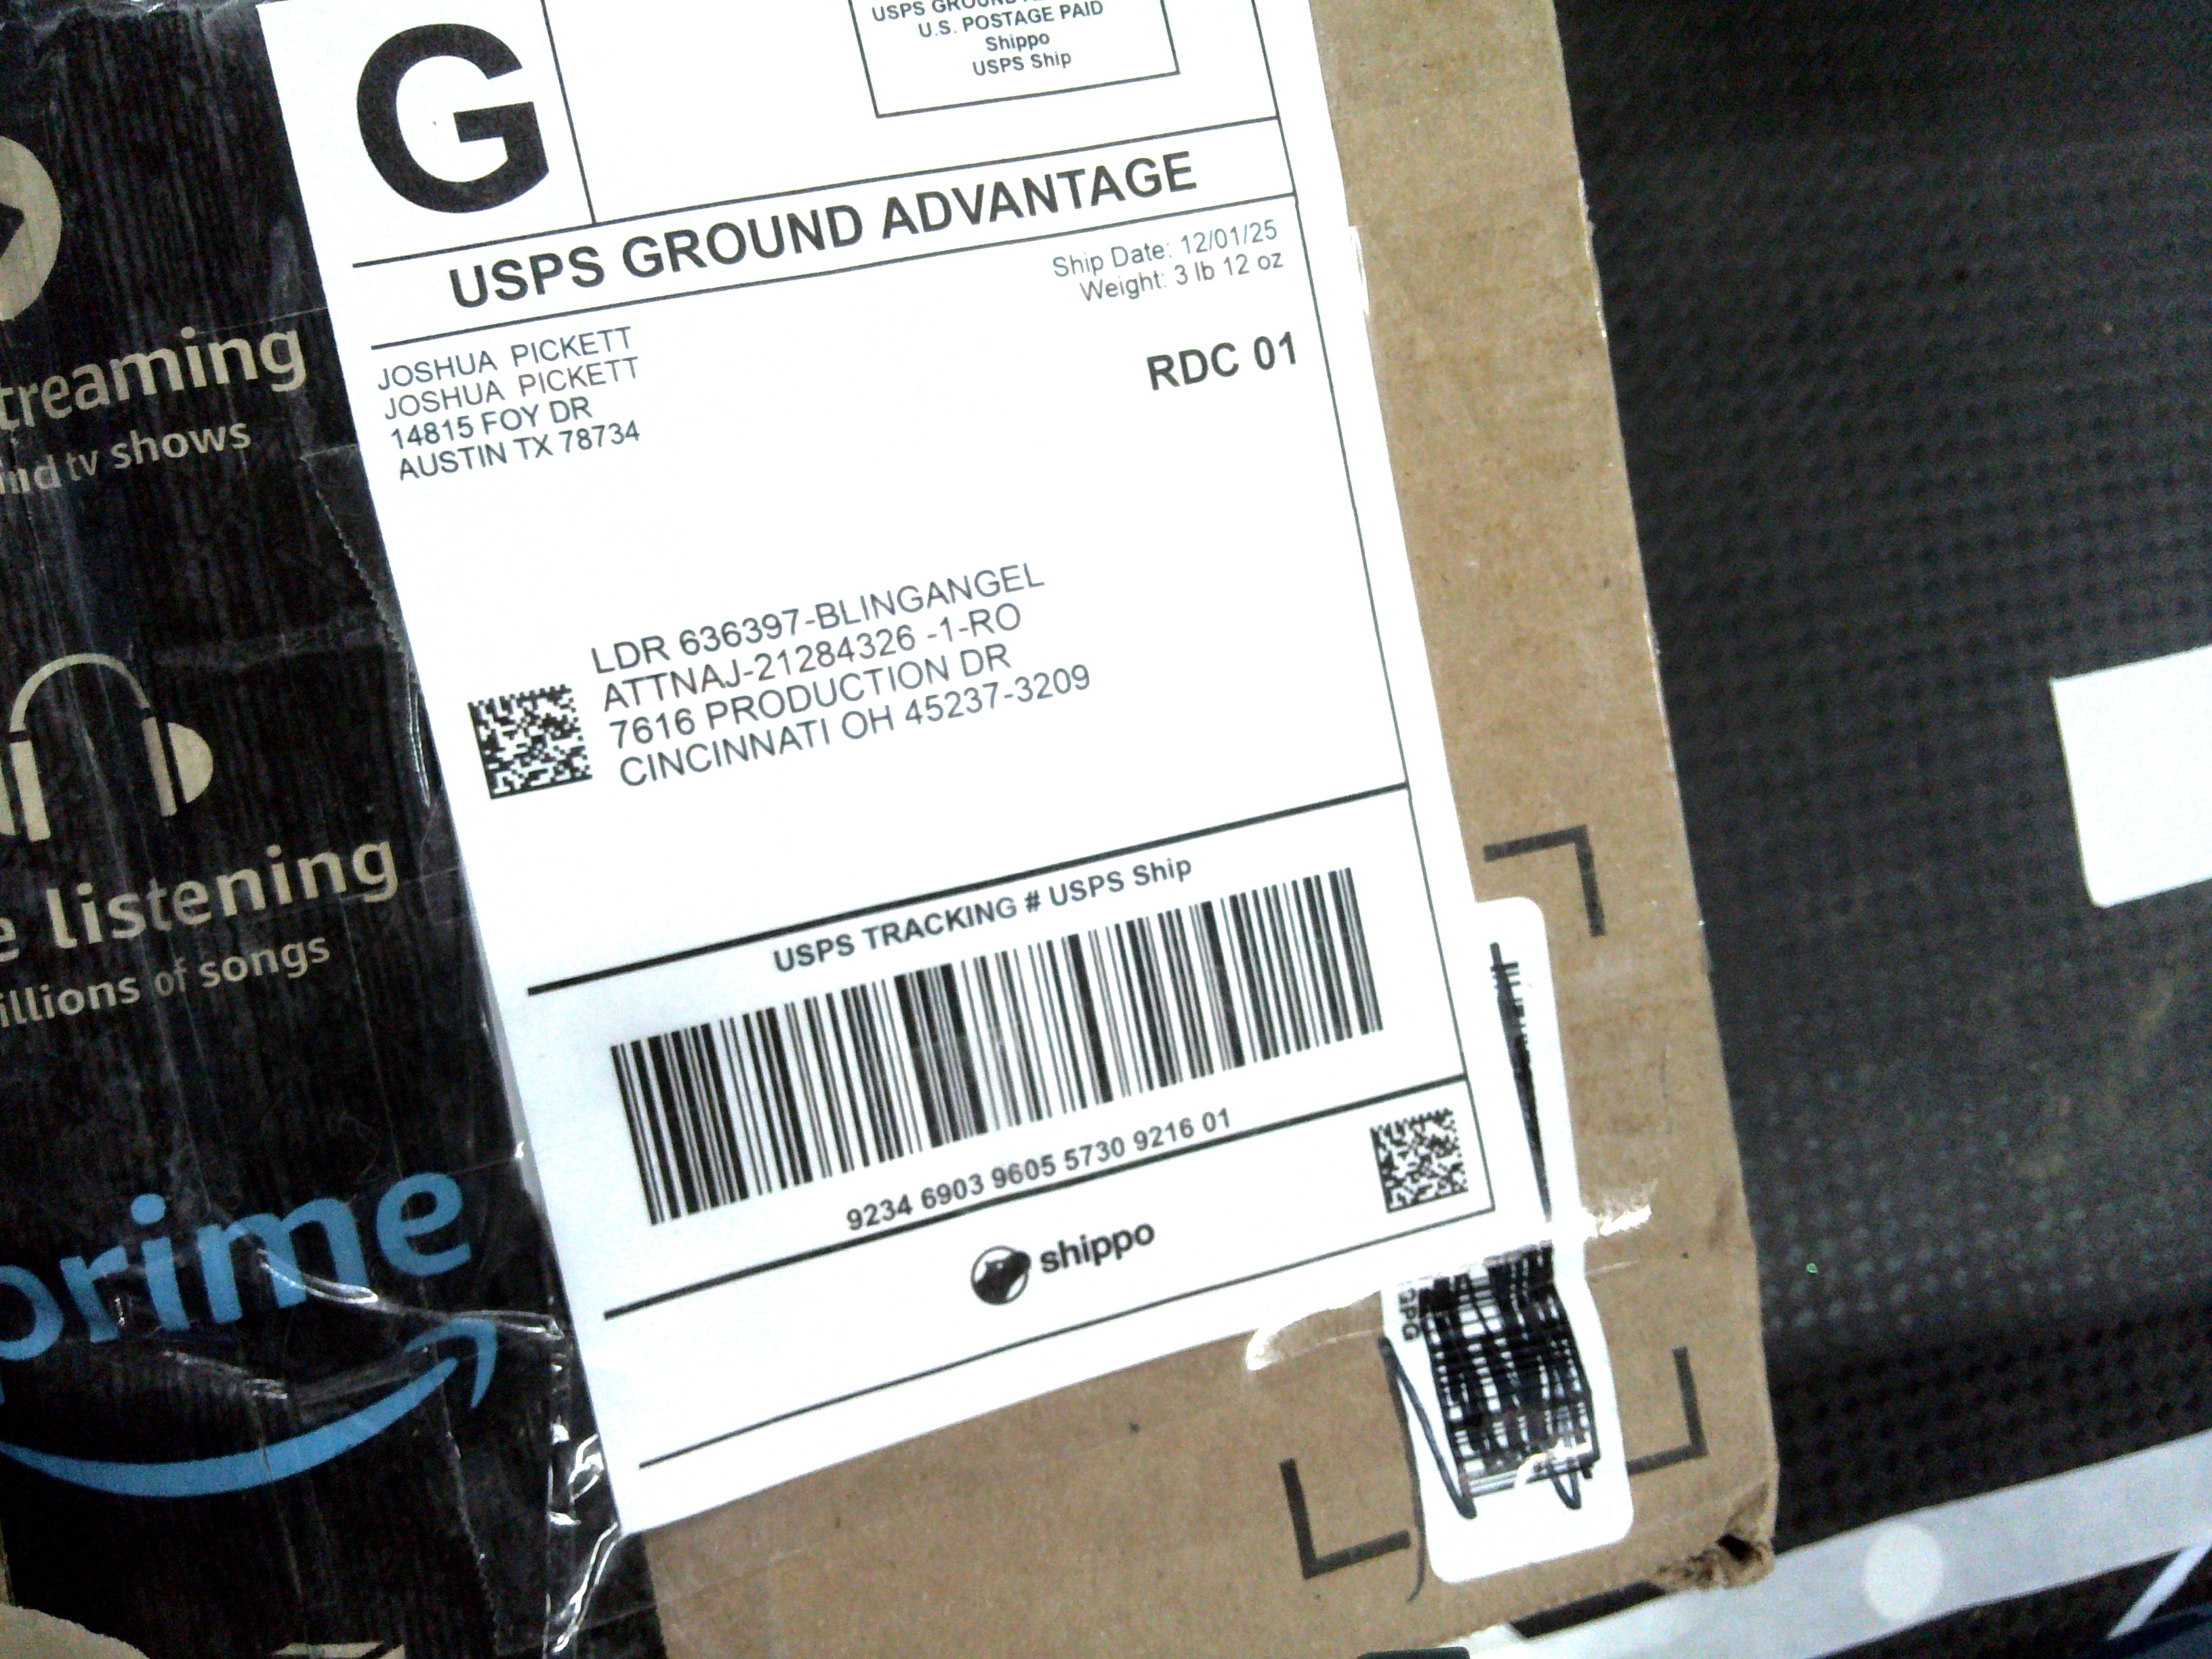 G
USPS GROUND
U.S. POSTAGE PAID
Shippo
USPS Ship
USPS GROUND ADVANTAGE
Ship Date: 12/01/25
Weight: 3 lb 12 oz
JOSHUA PICKETT
JOSHUA PICKETT
14815 FOY DR
AUSTIN TX 78734
RDC 01
LDR 636397-BLINGANGEL
ATTNAJ-21284326 -1-RO
7616 PRODUCTION DR
CINCINNATI OH 45237-3209
USPS TRACKING # USPS Ship
9234 6903 9605 5730 9216 01
shippo
treaming
nd tv shows
e listening
illions of songs
prime